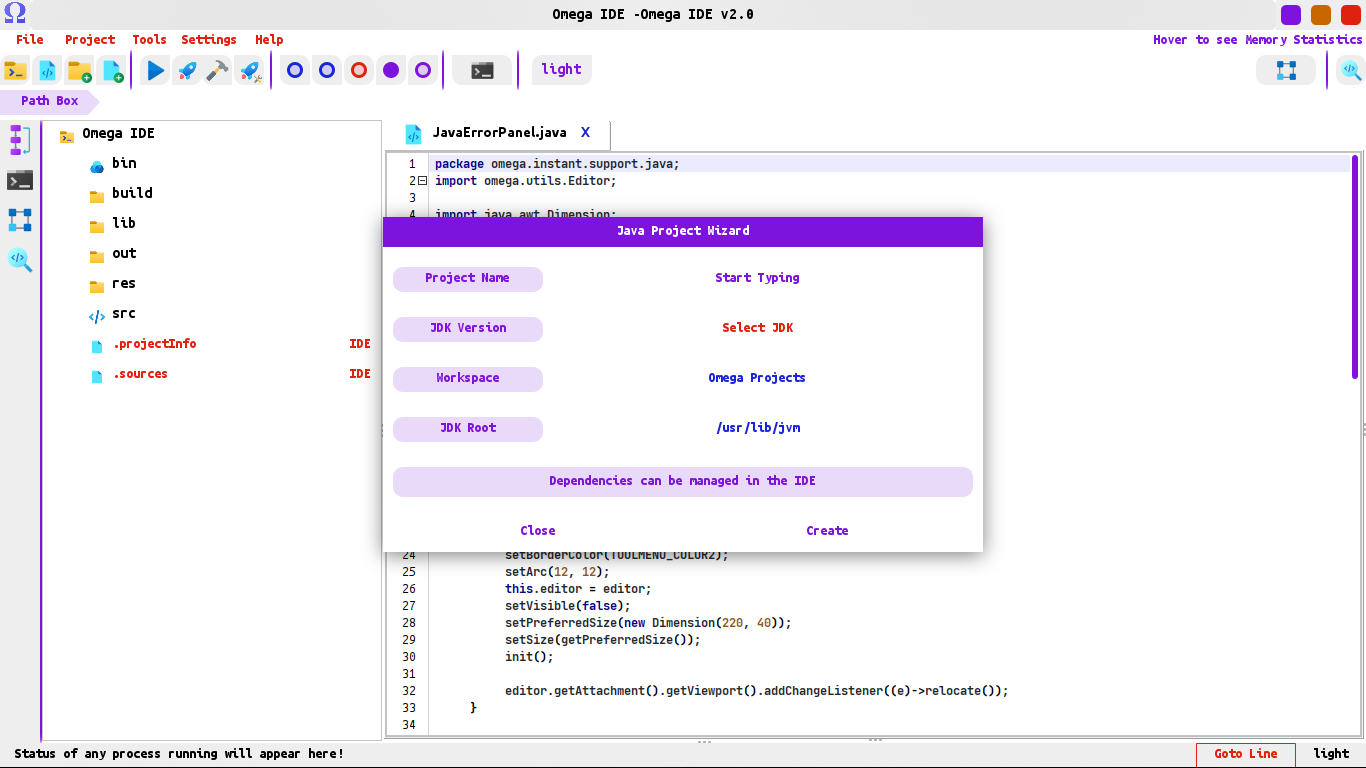 Omega IDE -Omega IDE v2.0
File Project Tools Settings Help
Hover to see Memory Statistics
light
Path Box
Omega IDE
bin
build
lib
out
res
src
.projectInfo IDE
.sources IDE
JavaErrorPanel.java X
1 package omega.instant.support.java;
2 import omega.utils.Editor;
3
4 import java.awt.Dimension;
Java Project Wizard
Project Name Start Typing
JDK Version Select JDK
Workspace Omega Projects
JDK Root /usr/lib/jvm
Dependencies can be managed in the IDE
Close Create
24 setBorderColor(TOOLMENU_COLOR2);
25 setArc(12, 12);
26 this.editor = editor;
27 setVisible(false);
28 setPreferredSize(new Dimension(220, 40));
29 setSize(getPreferredSize());
30 init();
31
32 editor.getAttachment().getViewport().addChangeListener((e)->relocate());
33 }
34
Status of any process running will appear here!
Goto Line light